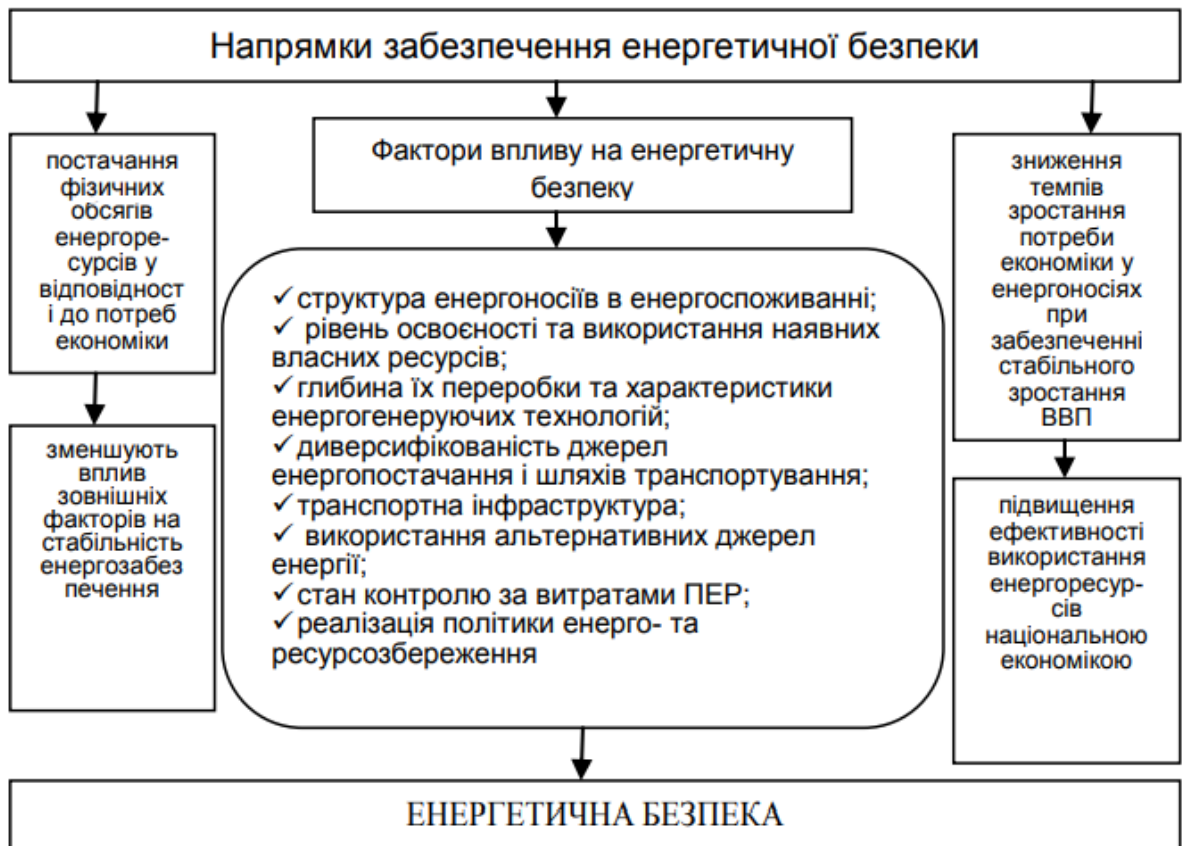 Напрямки забезпечення енергетичної безпеки
постачання
фізичних
обсягів
енергоре-
сурсів у
відповідност
і до потреб
економіки
зменшують
вплив
зовнішніх
факторів на
стабільність
енергозабез
печення
Фактори впливу на енергетичну
безпеку
✓структура енергоносіїв в енергоспоживанні;
✓ рівень освоєності та використання наявних
власних ресурсів;
✓глибина їх переробки та характеристики
енергогенеруючих технологій;
✓диверсифікованість джерел
енергопостачання і шляхів транспортування;
✓транспортна інфраструктура;
✓ використання альтернативних джерел
енергії;
✓стан контролю за витратами ПЕР;
✓реалізація політики енерго- та
ресурсозбереження
зниження
темпів
зростання
потреби
економіки у
енергоносіях
при
забезпеченні
стабільного
зростання
ВВП
підвищення
ефективності
використання
енергоресур-
сів
національною
економікою
ЕНЕРГЕТИЧНА БЕЗПЕКА